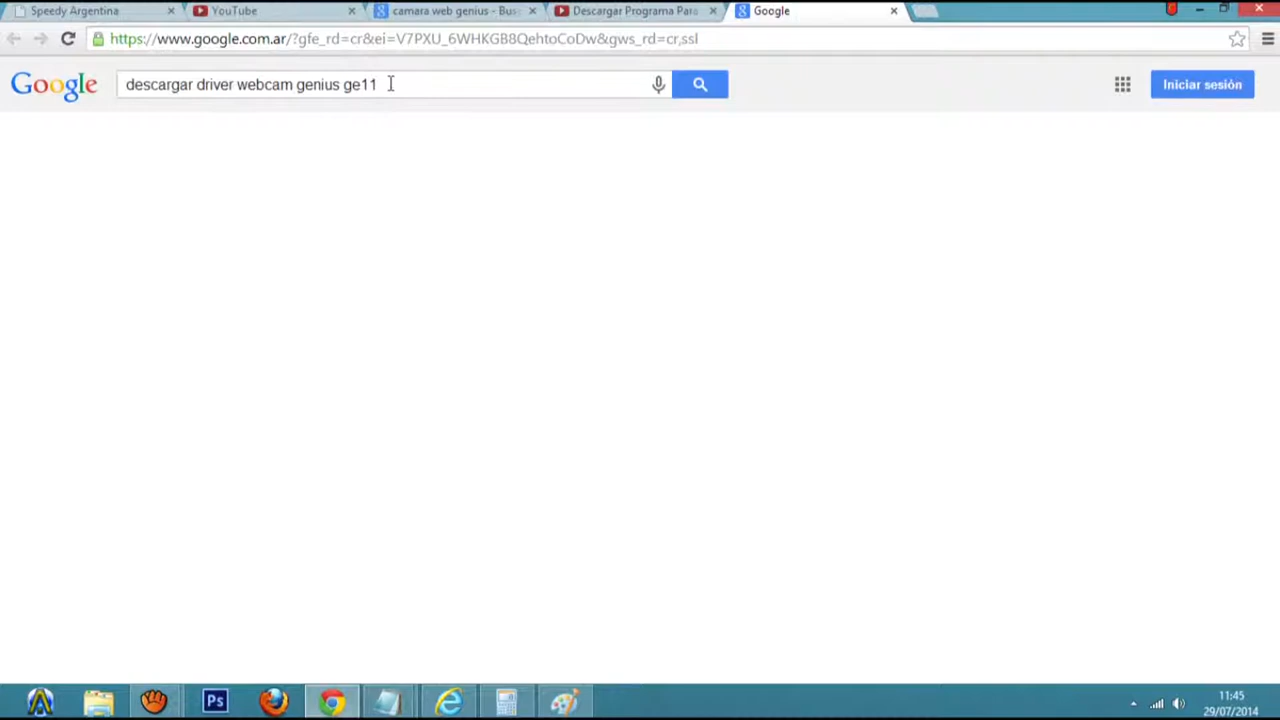 Speedy Argentina
YouTube
camara web genius - Bus
Descargar Programa Para
Google
https://www.google.com.ar/?gfe_rd=cr&ei=V7PXU_6WHKGB8QehtoCoDw&gws_rd=cr,ssl
Google
descargar driver webcam genius ge11
Iniciar sesión
Ps
11:45
29/07/2014